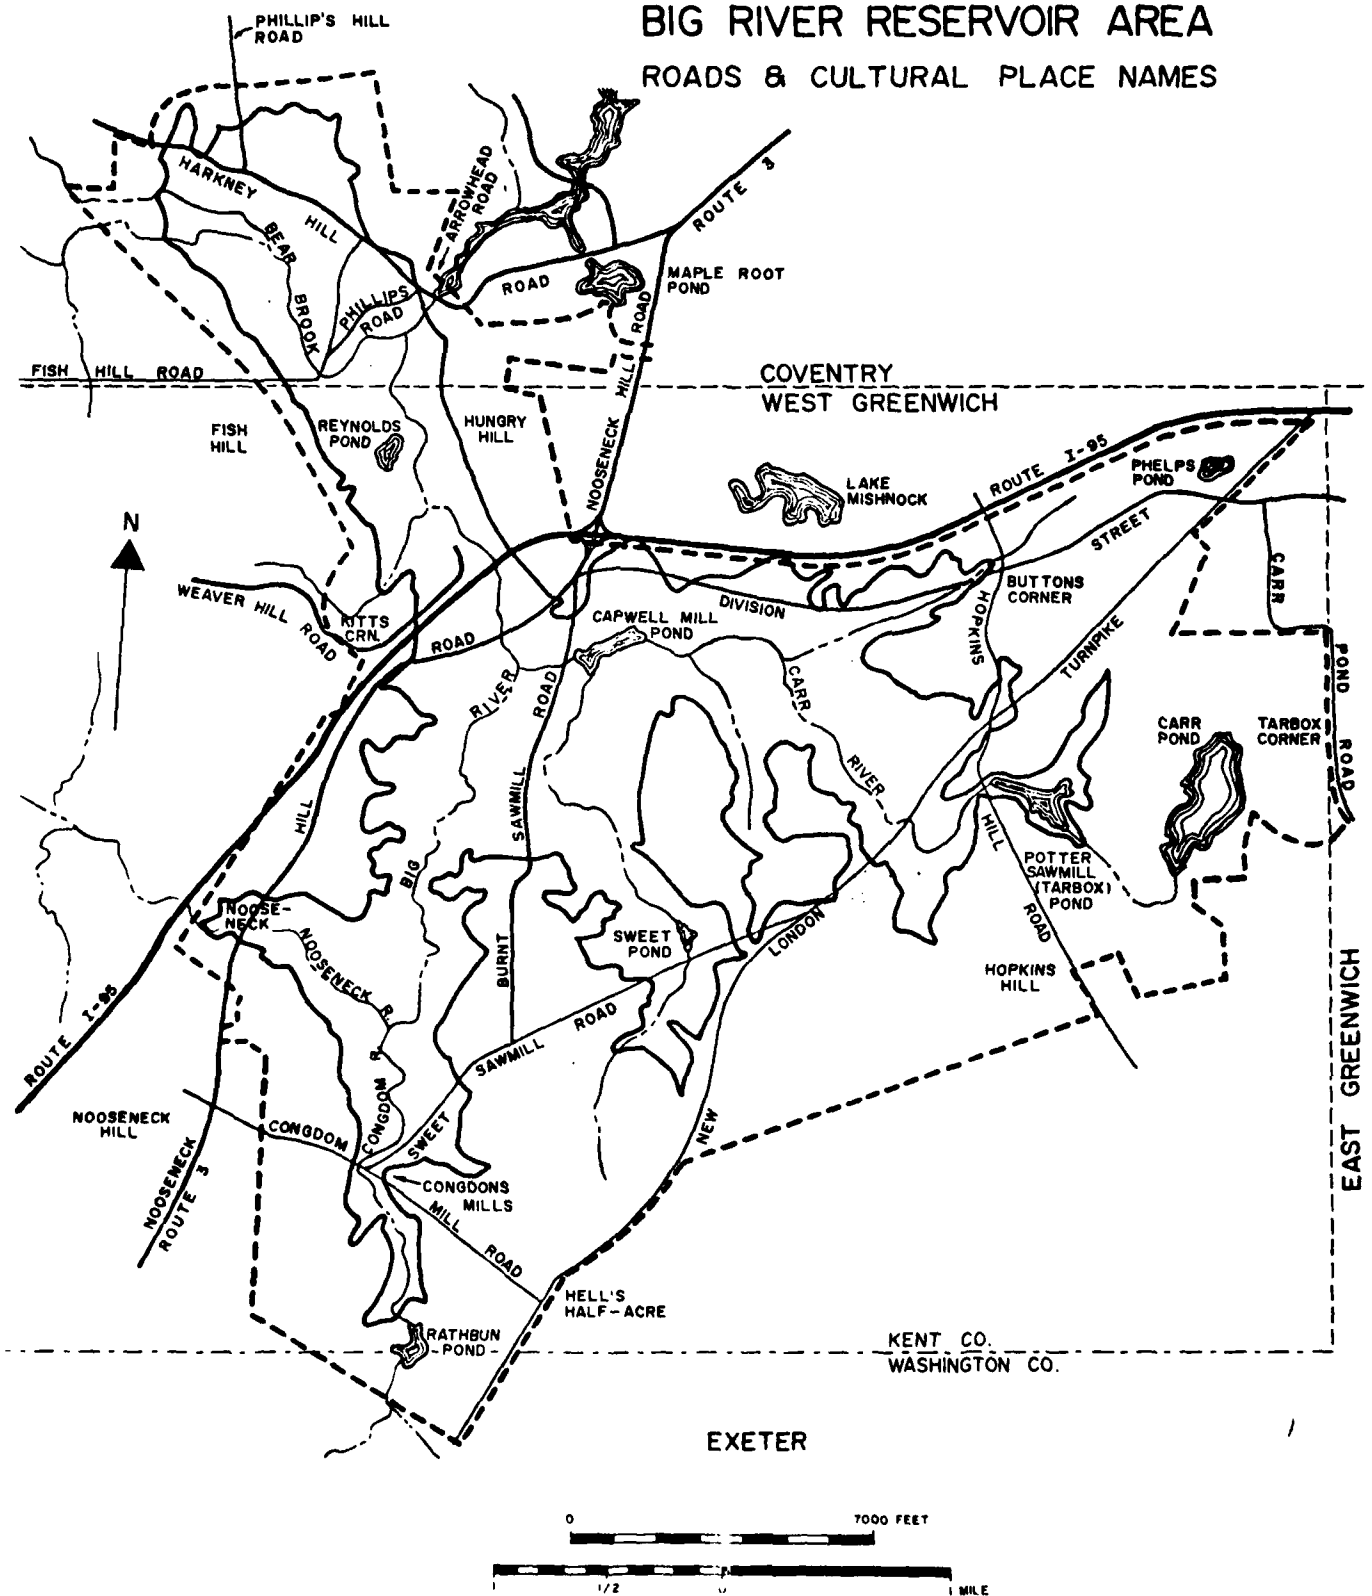 BIG RIVER RESERVOIR AREA
ROADS & CULTURAL PLACE NAMES
PHILLIP'S HILL
ROAD
HARKNEY
HILL
ROAD
ARROWHEAD
ROAD
ROUTE 3
BEAR
BROOK
PHILLIPS
ROAD
MAPLE ROOT
POND
FISH HILL ROAD
COVENTRY
WEST GREENWICH
FISH
HILL
REYNOLDS
POND
HUNGRY
HILL
NOOSENECK
HILL
ROAD
LAKE
MISHNOCK
ROUTE I-95
PHELPS
POND
N
WEAVER HILL
ROAD
KITTS
CRN.
ROAD
CAPWELL MILL
POND
DIVISION
STREET
BUTTONS
CORNER
HOPKINS
HILL
ROAD
TURNPIKE
CARR
POND
ROAD
RIVER
BIG
CARR
RIVER
CARR
POND
TARBOX
CORNER
HILL
ROAD
SAWMILL
BURNT
POTTER
SAWMILL
(TARBOX)
POND
NOOSE-
NECK
NOOSENECK R.
SWEET
POND
LONDON
HOPKINS
HILL
ROUTE I-95
SAWMILL ROAD
SWEET
CONGDOM R.
NOOSENECK
HILL
CONGDOM
NEW
EAST GREENWICH
NOOSENECK
ROUTE 3
CONGDONS
MILLS
MILL
ROAD
HELL'S
HALF-ACRE
RATHBUN
POND
KENT CO.
WASHINGTON CO.
EXETER
0 7000 FEET
1 1/2 0 1 MILE